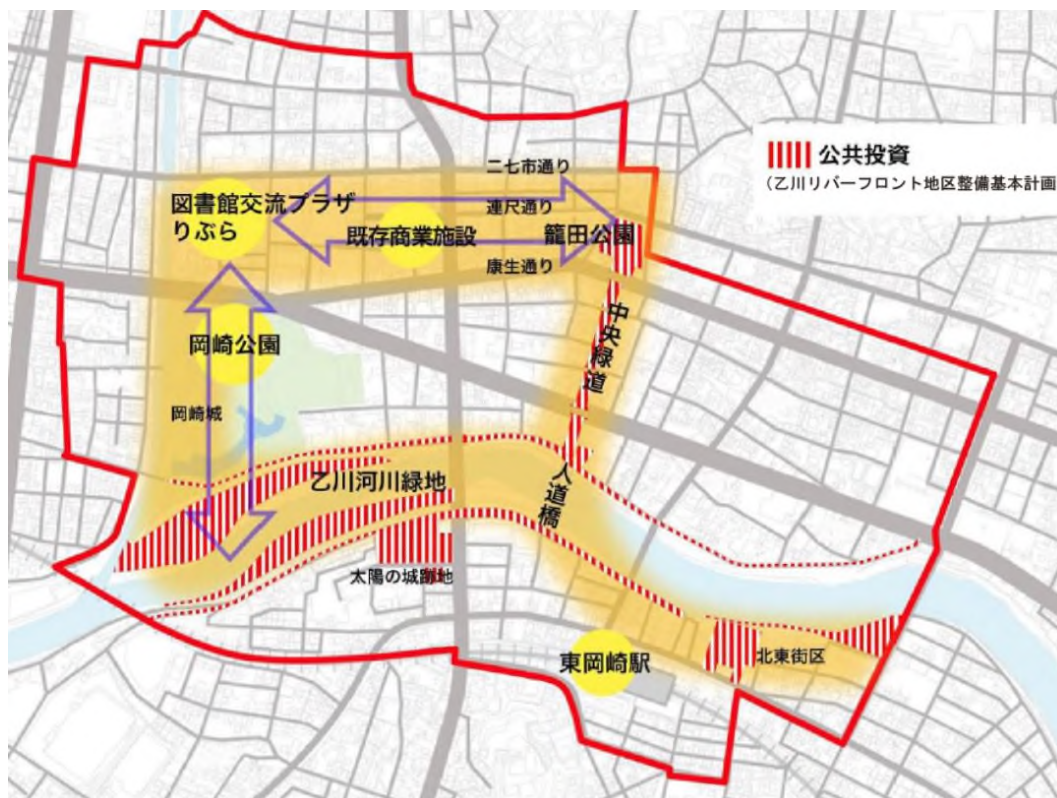 公共投資
（乙川リバーフロント地区整備基本計画
二七市通り
図書館交流プラザ
りぶら
連尺通り
既存商業施設
籠田公園
康生通り
中央緑道
岡崎公園
岡崎城
乙川河川緑地
人道橋
太陽の城跡地
東岡崎駅
北東街区